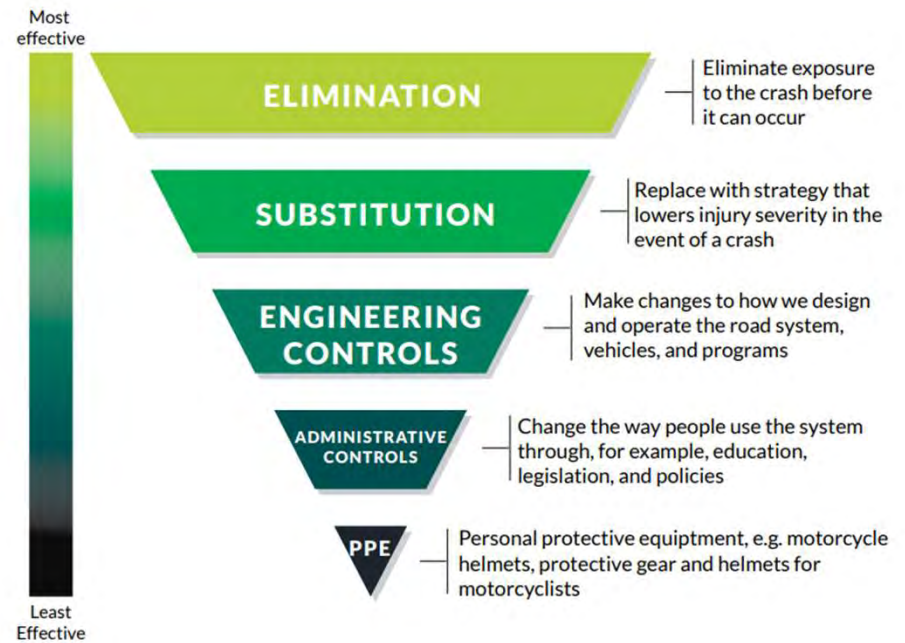 Most
effective
ELIMINATION
Eliminate exposure
to the crash before
it can occur
SUBSTITUTION
Replace with strategy that
lowers injury severity in the
event of a crash
ENGINEERING
CONTROLS
Make changes to how we design
and operate the road system,
vehicles, and programs
ADMINISTRATIVE
CONTROLS
Change the way people use the system
through, for example, education,
legislation, and policies
PPE
Personal protective equiptment, e.g. motorcycle
helmets, protective gear and helmets for
motorcyclists
Least
Effective